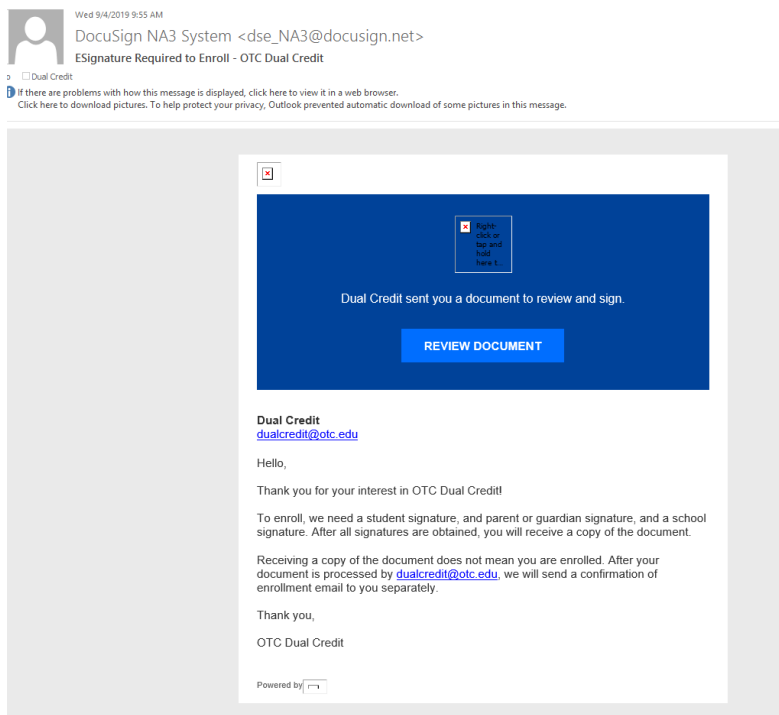 Wed 9/4/2019 9:55 AM
DocuSign NA3 System <dse_NA3@docusign.net>
ESignature Required to Enroll - OTC Dual Credit
o Dual Credit
If there are problems with how this message is displayed, click here to view it in a web browser.
Click here to download pictures. To help protect your privacy, Outlook prevented automatic download of some pictures in this message.
Right-
click or
tap and
hold
here t...
Dual Credit sent you a document to review and sign.
REVIEW DOCUMENT
Dual Credit
dualcredit@otc.edu
Hello,
Thank you for your interest in OTC Dual Credit!
To enroll, we need a student signature, and parent or guardian signature, and a school
signature. After all signatures are obtained, you will receive a copy of the document.
Receiving a copy of the document does not mean you are enrolled. After your
document is processed by dualcredit@otc.edu, we will send a confirmation of
enrollment email to you separately.
Thank you,
OTC Dual Credit
Powered by